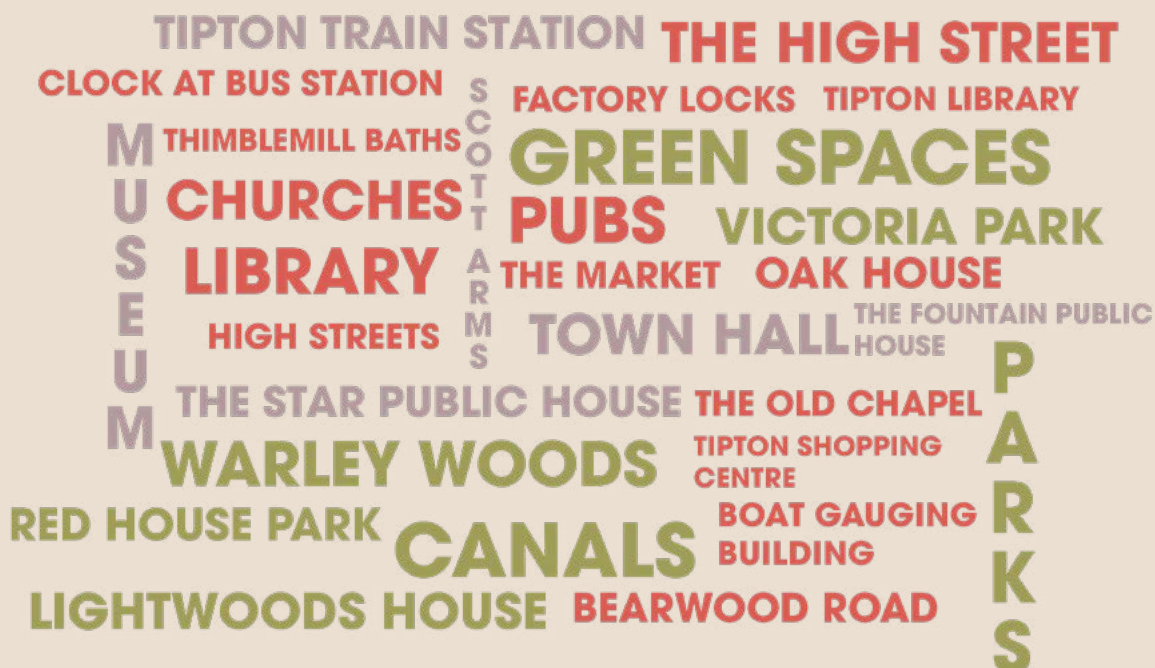 TIPTON TRAIN STATION
THE HIGH STREET
CLOCK AT BUS STATION
SCOTT ARMS
FACTORY LOCKS
TIPTON LIBRARY
MUSEUM
THIMBLEMILL BATHS
GREEN SPACES
CHURCHES
PUBS
VICTORIA PARK
LIBRARY
THE MARKET
OAK HOUSE
HIGH STREETS
TOWN HALL
THE FOUNTAIN PUBLIC
HOUSE
PARKS
THE STAR PUBLIC HOUSE
THE OLD CHAPEL
WARLEY WOODS
TIPTON SHOPPING
CENTRE
RED HOUSE PARK
CANALS
BOAT GAUGING
BUILDING
LIGHTWOODS HOUSE
BEARWOOD ROAD